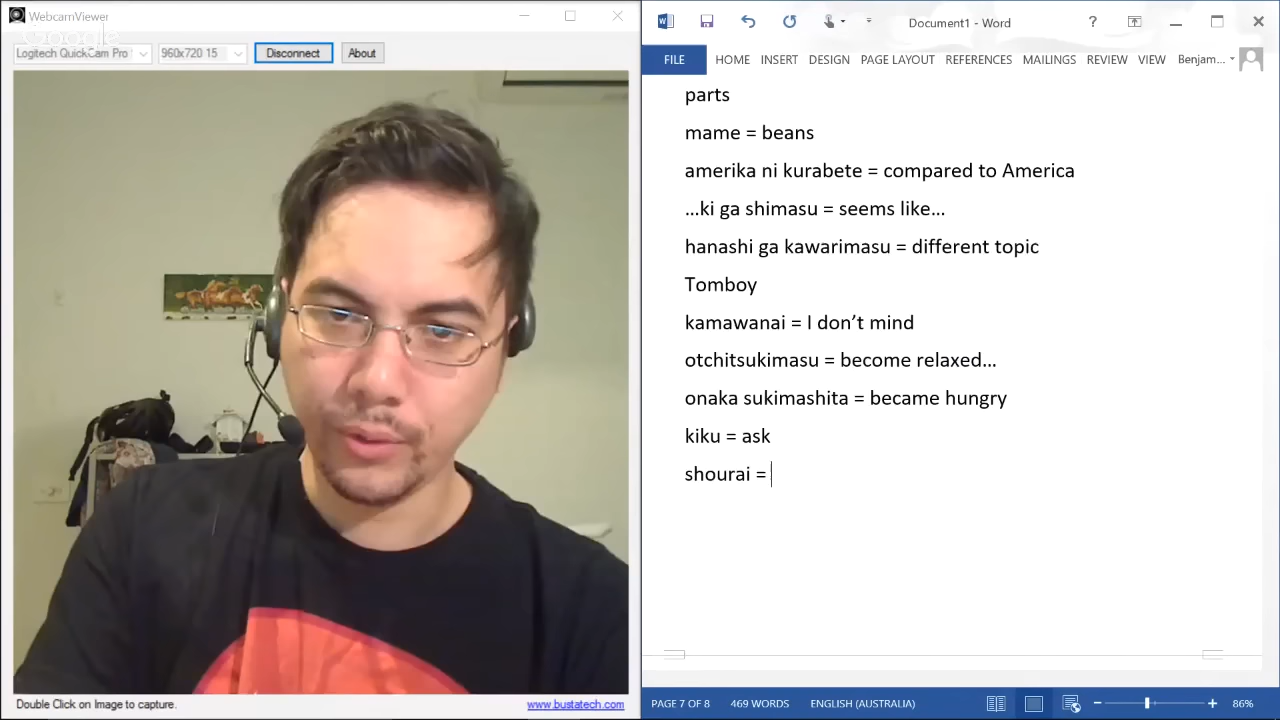 WebcamViewer
Google
Logitech QuickCam Pro
960x720 15
Disconnect
About
Double Click on Image to capture.
www.bustatech.com
Document1 - Word
?
FILE
HOME
INSERT
DESIGN
PAGE LAYOUT
REFERENCES
MAILINGS
REVIEW
VIEW
Benjam...
parts
mame = beans
amerika ni kurabete = compared to America
…ki ga shimasu = seems like…
hanashi ga kawarimasu = different topic
Tomboy
kamawanai = I don’t mind
otchitsukimasu = become relaxed…
onaka sukimashita = became hungry
kiku = ask
shourai =
PAGE 7 OF 8
469 WORDS
ENGLISH (AUSTRALIA)
86%